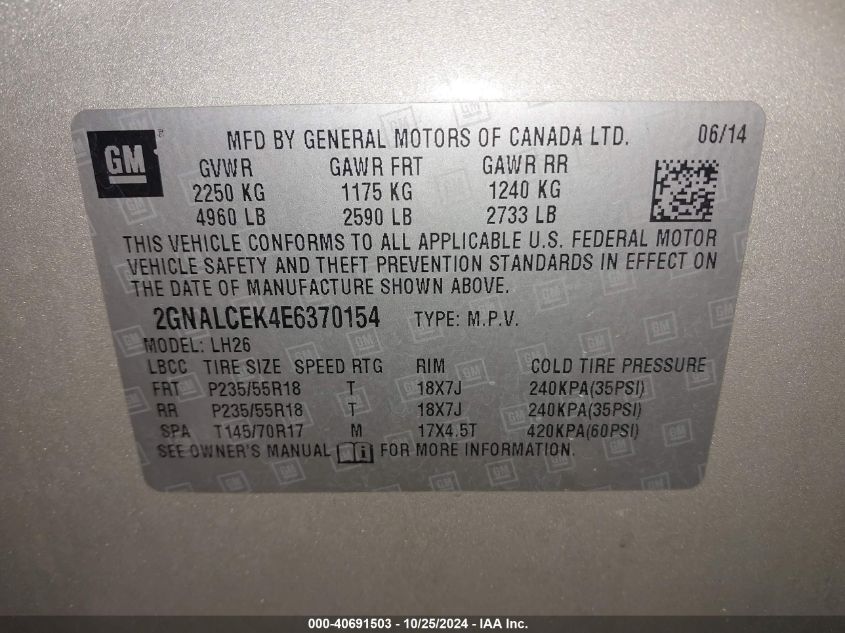 GM MFD BY GENERAL MOTORS OF CANADA LTD. 06/14
GVWR GAWR FRT GAWR RR
2250 KG 1175 KG 1240 KG
4960 LB 2590 LB 2733 LB
THIS VEHICLE CONFORMS TO ALL APPLICABLE U.S. FEDERAL MOTOR
VEHICLE SAFETY AND THEFT PREVENTION STANDARDS IN EFFECT ON
THE DATE OF MANUFACTURE SHOWN ABOVE.
2GNALCEK4E6370154 TYPE: M.P.V.
MODEL: LH26
LBCC TIRE SIZE SPEED RTG RIM COLD TIRE PRESSURE
FRT P235/55R18 T 18X7J 240KPA(35PSI)
RR P235/55R18 T 18X7J 240KPA(35PSI)
SPA T145/70R17 M 17X4.5T 420KPA(60PSI)
SEE OWNER'S MANUAL FOR MORE INFORMATION.
000-40691503 - 10/25/2024 - IAA Inc.